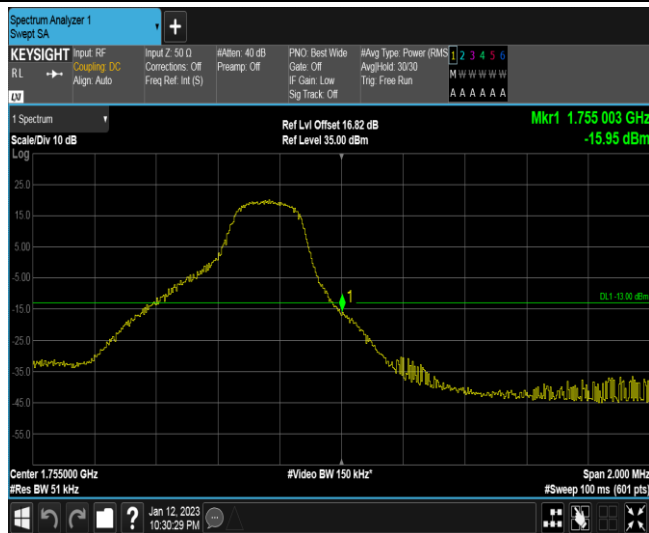 Spectrum Analyzer 1
Swept SA
+
KEYSIGHT
RL
Input: RF
Coupling: DC
Align: Auto
Input Z: 50 Ω
Corrections: Off
Freq Ref: Int (S)
#Atten: 40 dB
Preamp: Off
PNO: Best Wide
Gate: Off
IF Gain: Low
Sig Track: Off
#Avg Type: Power (RMS
Avg|Hold: 30/30
Trig: Free Run
1 2 3 4 5 6
M W W W W W
A A A A A A
LXI
1 Spectrum
Scale/Div 10 dB
Ref Lvl Offset 16.82 dB
Ref Level 35.00 dBm
Mkr1 1.755 003 GHz
-15.95 dBm
Log
25.0
15.0
5.00
-5.00
-15.0
-25.0
-35.0
-45.0
-55.0
1
DL1 -13.00 dBm
Center 1.755000 GHz
#Res BW 51 kHz
#Video BW 150 kHz*
Span 2.000 MHz
#Sweep 100 ms (601 pts)
?
Jan 12, 2023
10:30:29 PM